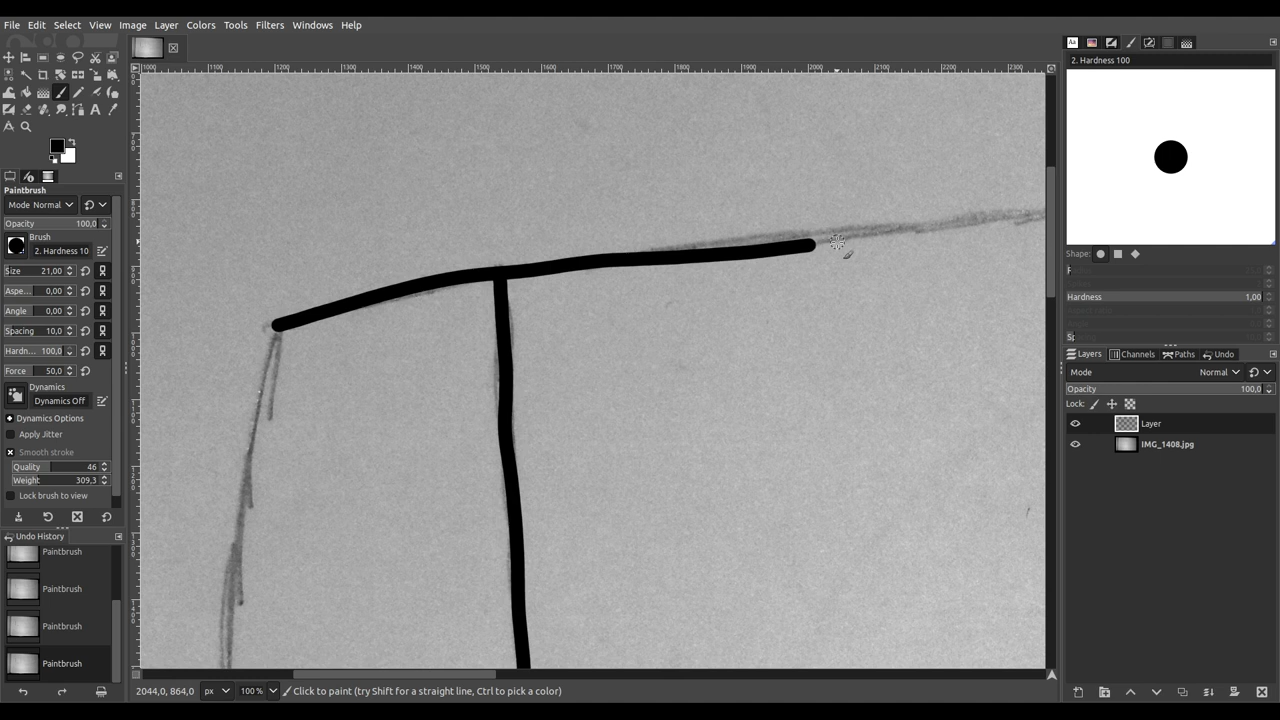 File Edit Select View Image Layer Colors Tools Filters Windows Help
2. Hardness 100
Paintbrush
Mode Normal
Opacity 100,0
Brush
2. Hardness 10
Size 21,00
Aspe... 0,00
Angle 0,00
Spacing 10,0
Hardn... 100,0
Force 50,0
Dynamics
Dynamics Off
Dynamics Options
Apply Jitter
Smooth stroke
Quality 46
Weight 309,3
Lock brush to view
Undo History
Paintbrush
Paintbrush
Paintbrush
Paintbrush
Shape:
Hardness 1,00
Layers Channels Paths Undo
Mode Normal
Opacity 100,0
Lock:
Layer
IMG_1408.jpg
2044,0, 864,0 px 100 % Click to paint (try Shift for a straight line, Ctrl to pick a color)